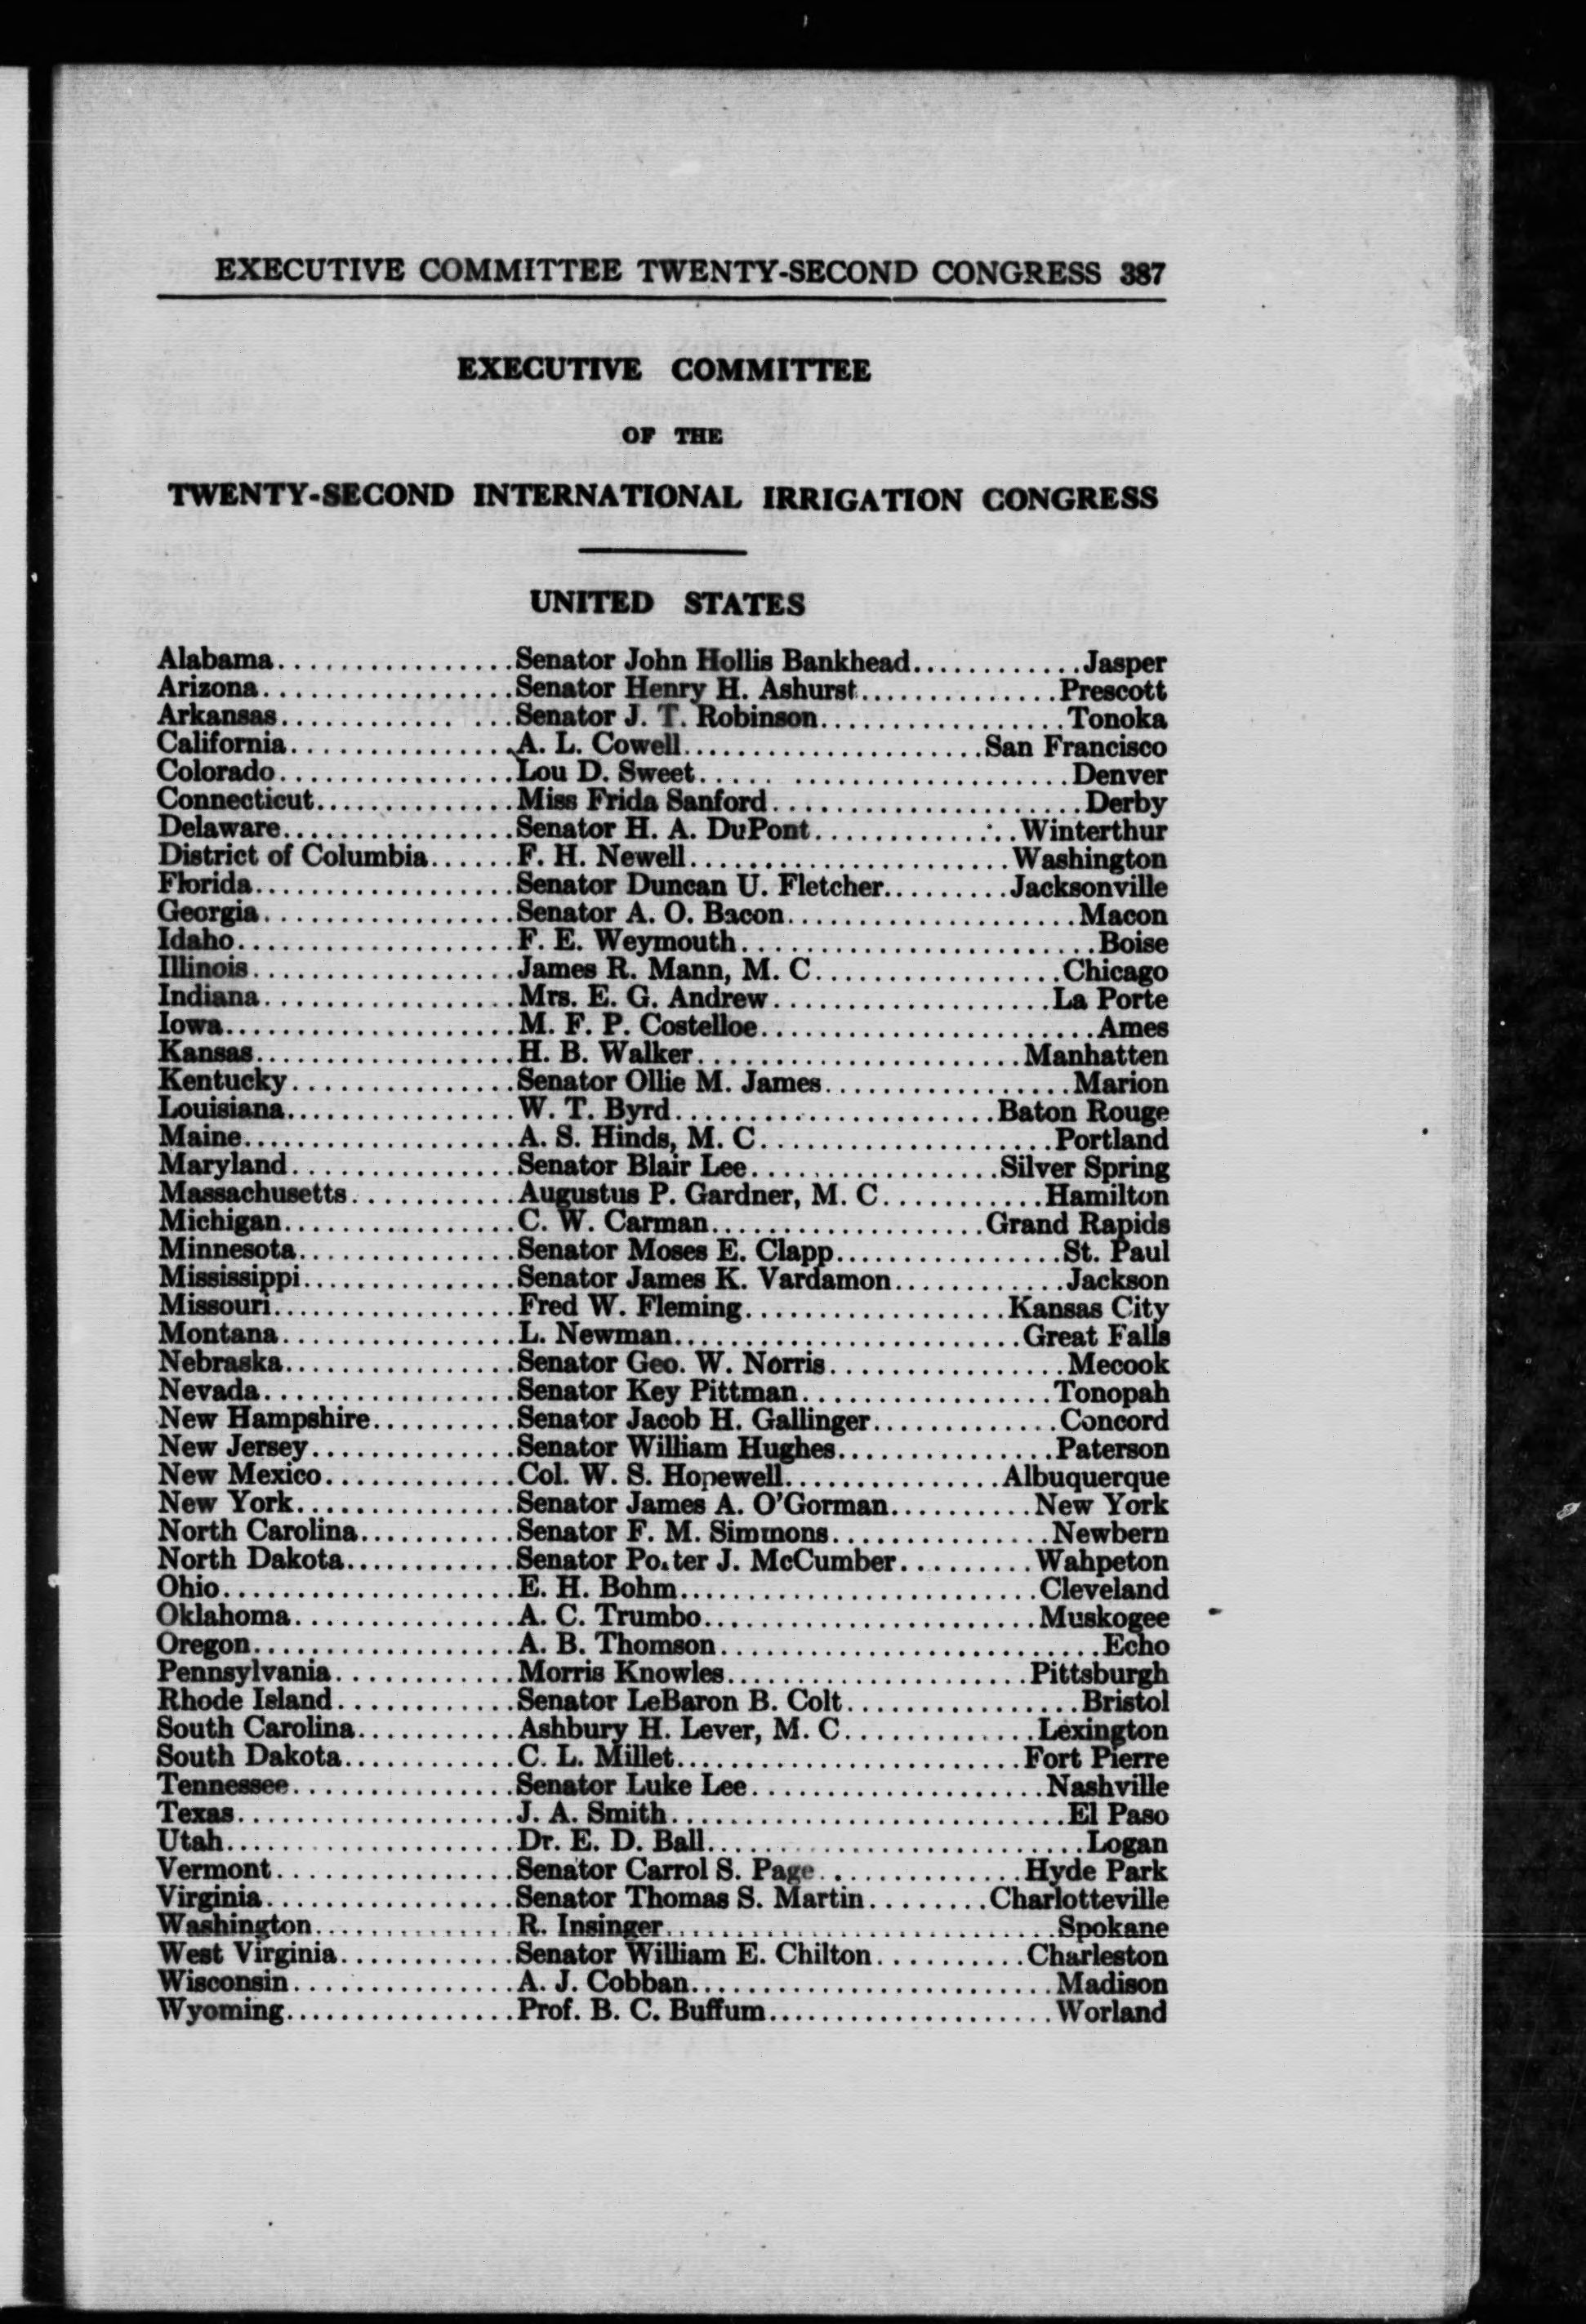 EXECUTIVE COMMITTEE TWENTY-SECOND CONGRESS 387
EXECUTIVE COMMITTEE
OF THE
TWENTY-SECOND INTERNATIONAL IRRIGATION CONGRESS
UNITED STATES
Alabama.................Senator John Hollis Bankhead............Jasper
Arizona..................Senator Henry H. Ashurst..............Prescott
Arkansas............. ...Senator J. T. Robinson..................Tonoka
California................A. L. Cowell......................San Francisco
Colorado.................Lou D. Sweet..... ....................Denver
Connecticut..............Miss Frida Sanford.......................Derby
Delaware.................Senator H. A. DuPont...............Winterthur
District of Columbia......F. H. Newell.......................Washington
Florida...................Senator Duncan U. Fletcher.........Jacksonville
Georgia..................Senator A. O. Bacon.....................Macon
Idaho....................F. E. Weymouth..........................Boise
Illinois...................James R. Mann, M. C..................Chicago
Indiana..................Mrs. E. G. Andrew....................La Porte
Iowa.....................M. F. P. Costelloe........................Ames
Kansas...................H. B. Walker........................Manhatten
Kentucky................Senator Ollie M. James..................Marion
Louisiana.................W. T. Byrd.......................Baton Rouge
Maine....................A. S. Hinds, M. C.....................Portland
Maryland................Senator Blair Lee..................Silver Spring
Massachusetts............Augustus P. Gardner, M. C............Hamilton
Michigan.................C. W. Carman....................Grand Rapids
Minnesota................Senator Moses E. Clapp.................St. Paul
Mississippi................Senator James K. Vardamon.............Jackson
Missouri..................Fred W. Fleming...................Kansas City
Montana.................L. Newman.........................Great Falls
Nebraska.................Senator Geo. W. Norris.................Mecook
Nevada..................Senator Key Pittman..................Tonopah
New Hampshire..........Senator Jacob H. Gallinger.............Concord
New Jersey...............Senator William Hughes................Paterson
New Mexico..............Col. W. S. Hopewell................Albuquerque
New York................Senator James A. O'Gorman..........New York
North Carolina...........Senator F. M. Simmons................Newbern
North Dakota............Senator Porter J. McCumber..........Wahpeton
Ohio.....................E. H. Bohm..........................Cleveland
Oklahoma................A. C. Trumbo........................Muskogee
Oregon...................A. B. Thomson............................Echo
Pennsylvania.............Morris Knowles......................Pittsburgh
Rhode Island.............Senator LeBaron B. Colt.................Bristol
South Carolina...........Ashbury H. Lever, M. C..............Lexington
South Dakota............C. L. Millet.........................Fort Pierre
Tennessee................Senator Luke Lee.....................Nashville
Texas....................J. A. Smith.............................El Paso
Utah.....................Dr. E. D. Ball............................Logan
Vermont.................Senator Carrol S. Page...............Hyde Park
Virginia..................Senator Thomas S. Martin........Charlotteville
Washington..............R. Insinger............................Spokane
West Virginia............Senator William E. Chilton...........Charleston
Wisconsin................A. J. Cobban..........................Madison
Wyoming................Prof. B. C. Buffum....................Worland